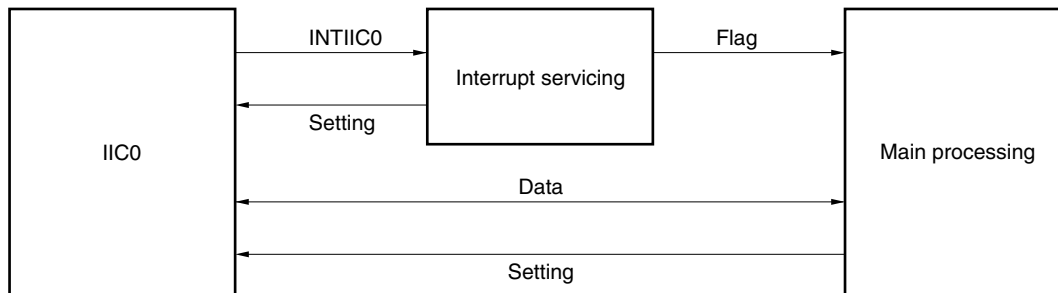 INTIIC0
Flag
Interrupt servicing
Setting
IIC0
Main processing
Data
Setting